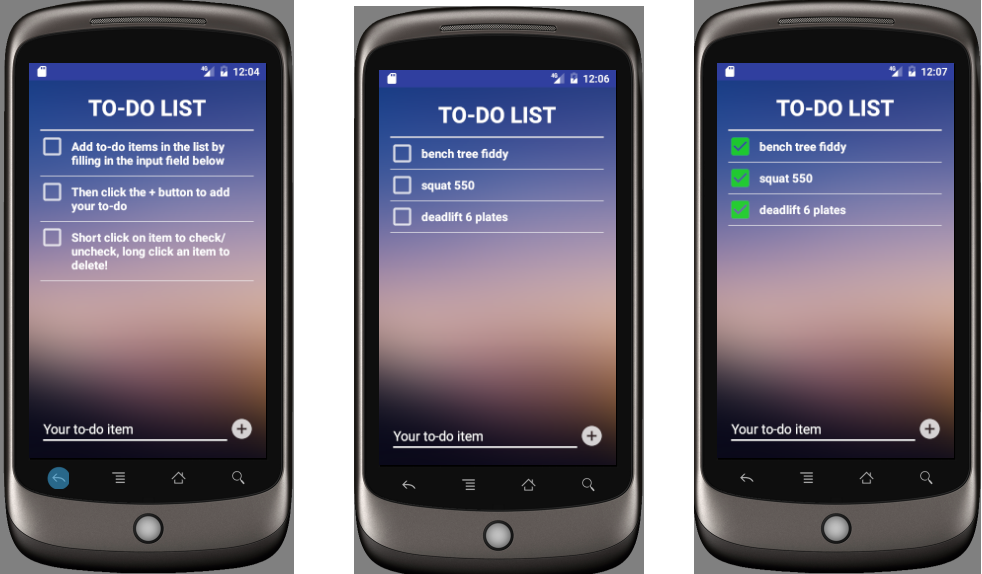 4G 12:04
TO-DO LIST
Add to-do items in the list by
filling in the input field below
Then click the + button to add
your to-do
Short click on item to check/
uncheck, long click an item to
delete!
Your to-do item
4G 12:06
TO-DO LIST
bench tree fiddy
squat 550
deadlift 6 plates
Your to-do item
4G 12:07
TO-DO LIST
bench tree fiddy
squat 550
deadlift 6 plates
Your to-do item